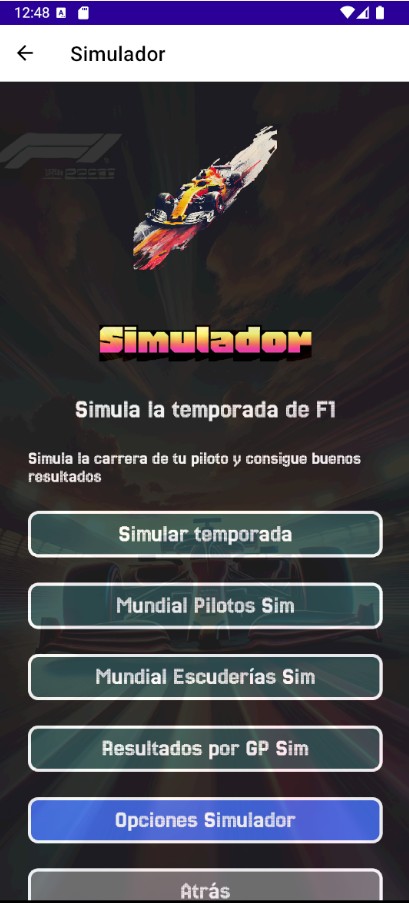 12:48
Simulador
F1
Simulador
Simula la temporada de F1
Simula la carrera de tu piloto y consigue buenos
resultados
Simular temporada
Mundial Pilotos Sim
Mundial Escuderías Sim
Resultados por GP Sim
Opciones Simulador
Atrás